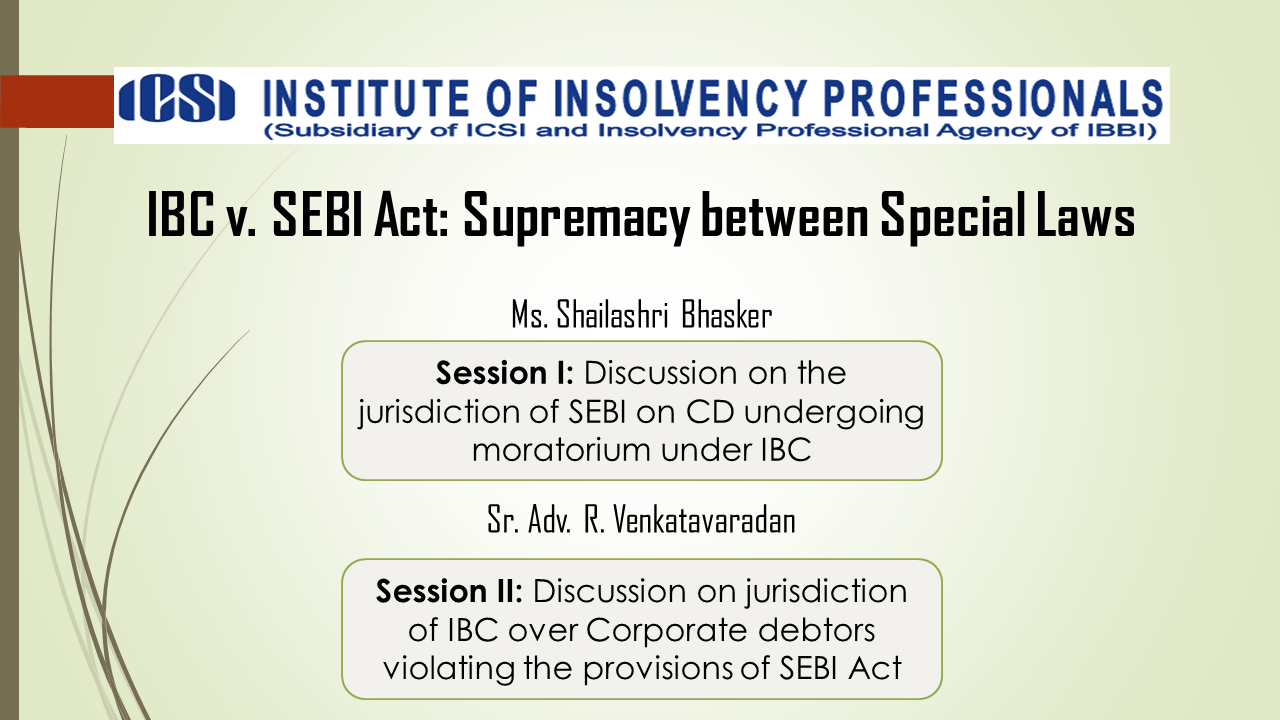 ICSI INSTITUTE OF INSOLVENCY PROFESSIONALS
(Subsidiary of ICSI and Insolvency Professional Agency of IBBI)
IBC v. SEBI Act: Supremacy between Special Laws
Ms. Shailashri Bhasker
Session I: Discussion on the
jurisdiction of SEBI on CD undergoing
moratorium under IBC
Sr. Adv. R. Venkatavaradan
Session II: Discussion on jurisdiction
of IBC over Corporate debtors
violating the provisions of SEBI Act